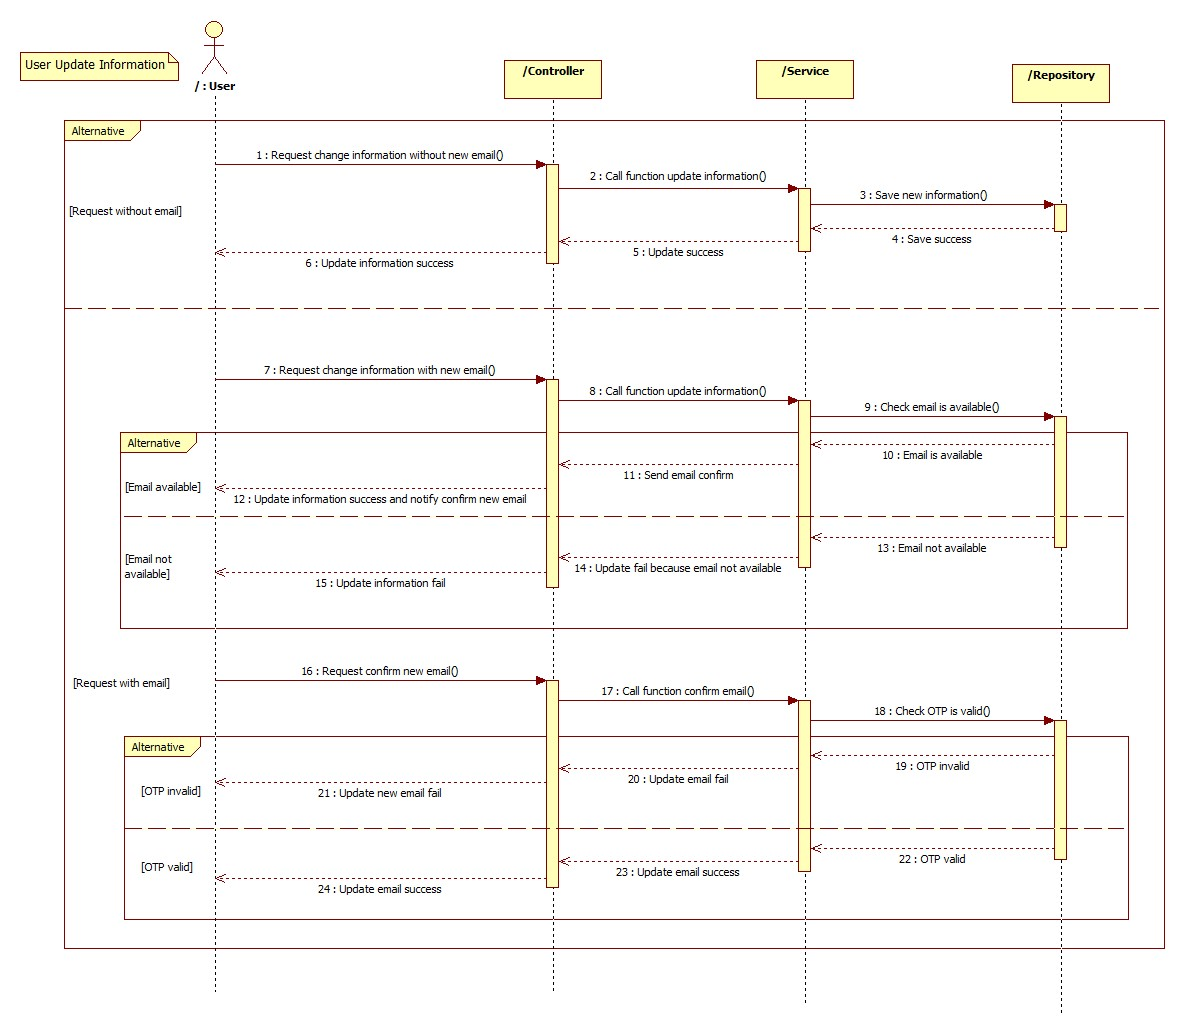 User Update Information
/ : User
/Controller
/Service
/Repository
Alternative
1 : Request change information without new email()
2 : Call function update information()
3 : Save new information()
[Request without email]
4 : Save success
5 : Update success
6 : Update information success
7 : Request change information with new email()
8 : Call function update information()
9 : Check email is available()
Alternative
10 : Email is available
11 : Send email confirm
[Email available]
12 : Update information success and notify confirm new email
13 : Email not available
[Email not
available]
14 : Update fail because email not available
15 : Update information fail
16 : Request confirm new email()
[Request with email]
17 : Call function confirm email()
18 : Check OTP is valid()
Alternative
19 : OTP invalid
20 : Update email fail
[OTP invalid]
21 : Update new email fail
22 : OTP valid
[OTP valid]
23 : Update email success
24 : Update email success